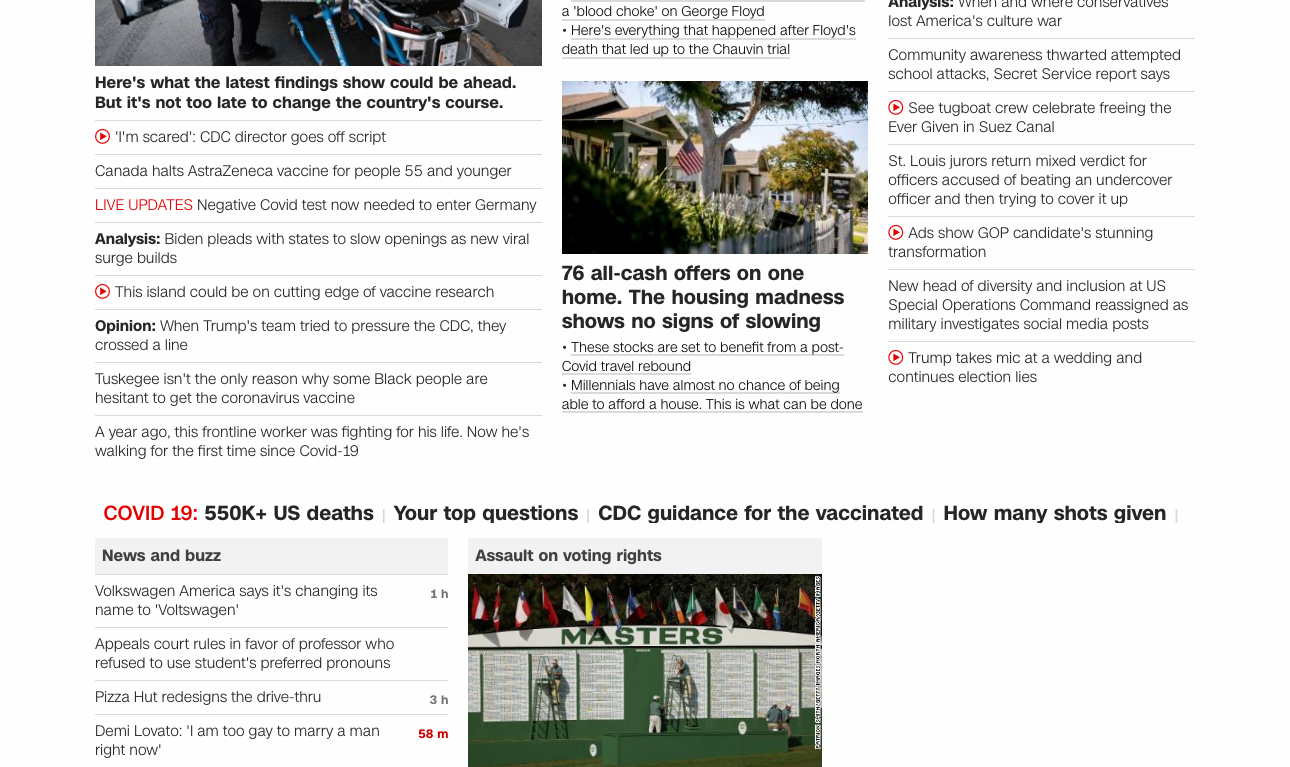 Here's what the latest findings show could be ahead.
But it's not too late to change the country's course.
'I'm scared': CDC director goes off script
Canada halts AstraZeneca vaccine for people 55 and younger
LIVE UPDATES Negative Covid test now needed to enter Germany
Analysis: Biden pleads with states to slow openings as new viral
surge builds
This island could be on cutting edge of vaccine research
Opinion: When Trump's team tried to pressure the CDC, they
crossed a line
Tuskegee isn't the only reason why some Black people are
hesitant to get the coronavirus vaccine
A year ago, this frontline worker was fighting for his life. Now he's
walking for the first time since Covid-19
a 'blood choke' on George Floyd
• Here's everything that happened after Floyd's
death that led up to the Chauvin trial
76 all-cash offers on one
home. The housing madness
shows no signs of slowing
• These stocks are set to benefit from a post-
Covid travel rebound
• Millennials have almost no chance of being
able to afford a house. This is what can be done
Analysis: When and where conservatives
lost America's culture war
Community awareness thwarted attempted
school attacks, Secret Service report says
See tugboat crew celebrate freeing the
Ever Given in Suez Canal
St. Louis jurors return mixed verdict for
officers accused of beating an undercover
officer and then trying to cover it up
Ads show GOP candidate's stunning
transformation
New head of diversity and inclusion at US
Special Operations Command reassigned as
military investigates social media posts
Trump takes mic at a wedding and
continues election lies
COVID 19: 550K+ US deaths | Your top questions | CDC guidance for the vaccinated | How many shots given |
News and buzz
Volkswagen America says it's changing its 1 h
name to 'Voltswagen'
Appeals court rules in favor of professor who
refused to use student's preferred pronouns
Pizza Hut redesigns the drive-thru 3 h
Demi Lovato: 'I am too gay to marry a man 58 m
right now'
Assault on voting rights
MASTERS